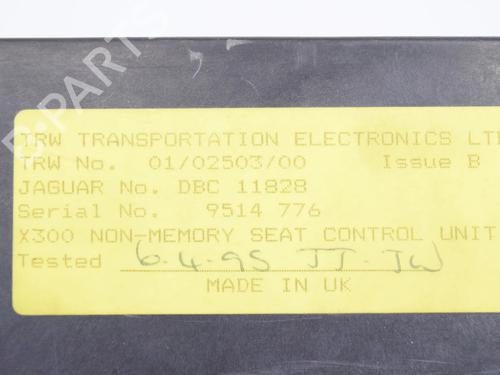 B-PARTS
TRW TRANSPORTATION ELECTRONICS LTD
TRW No. 01/02503/00 Issue B
JAGUAR No. DBC 11828
Serial No. 9514 776
X300 NON-MEMORY SEAT CONTROL UNIT
Tested 6.4.95 JJ.JW
MADE IN UK